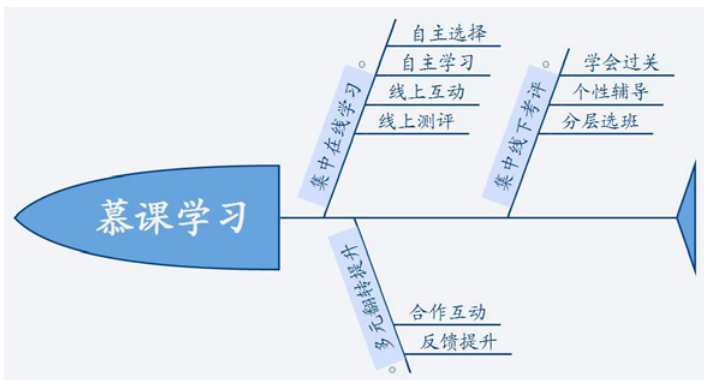 慕课学习
集中在线学习
自主选择
自主学习
线上互动
线上测评
集中线下考评
学会过关
个性辅导
分层选班
多元翻转提升
合作互动
反馈提升